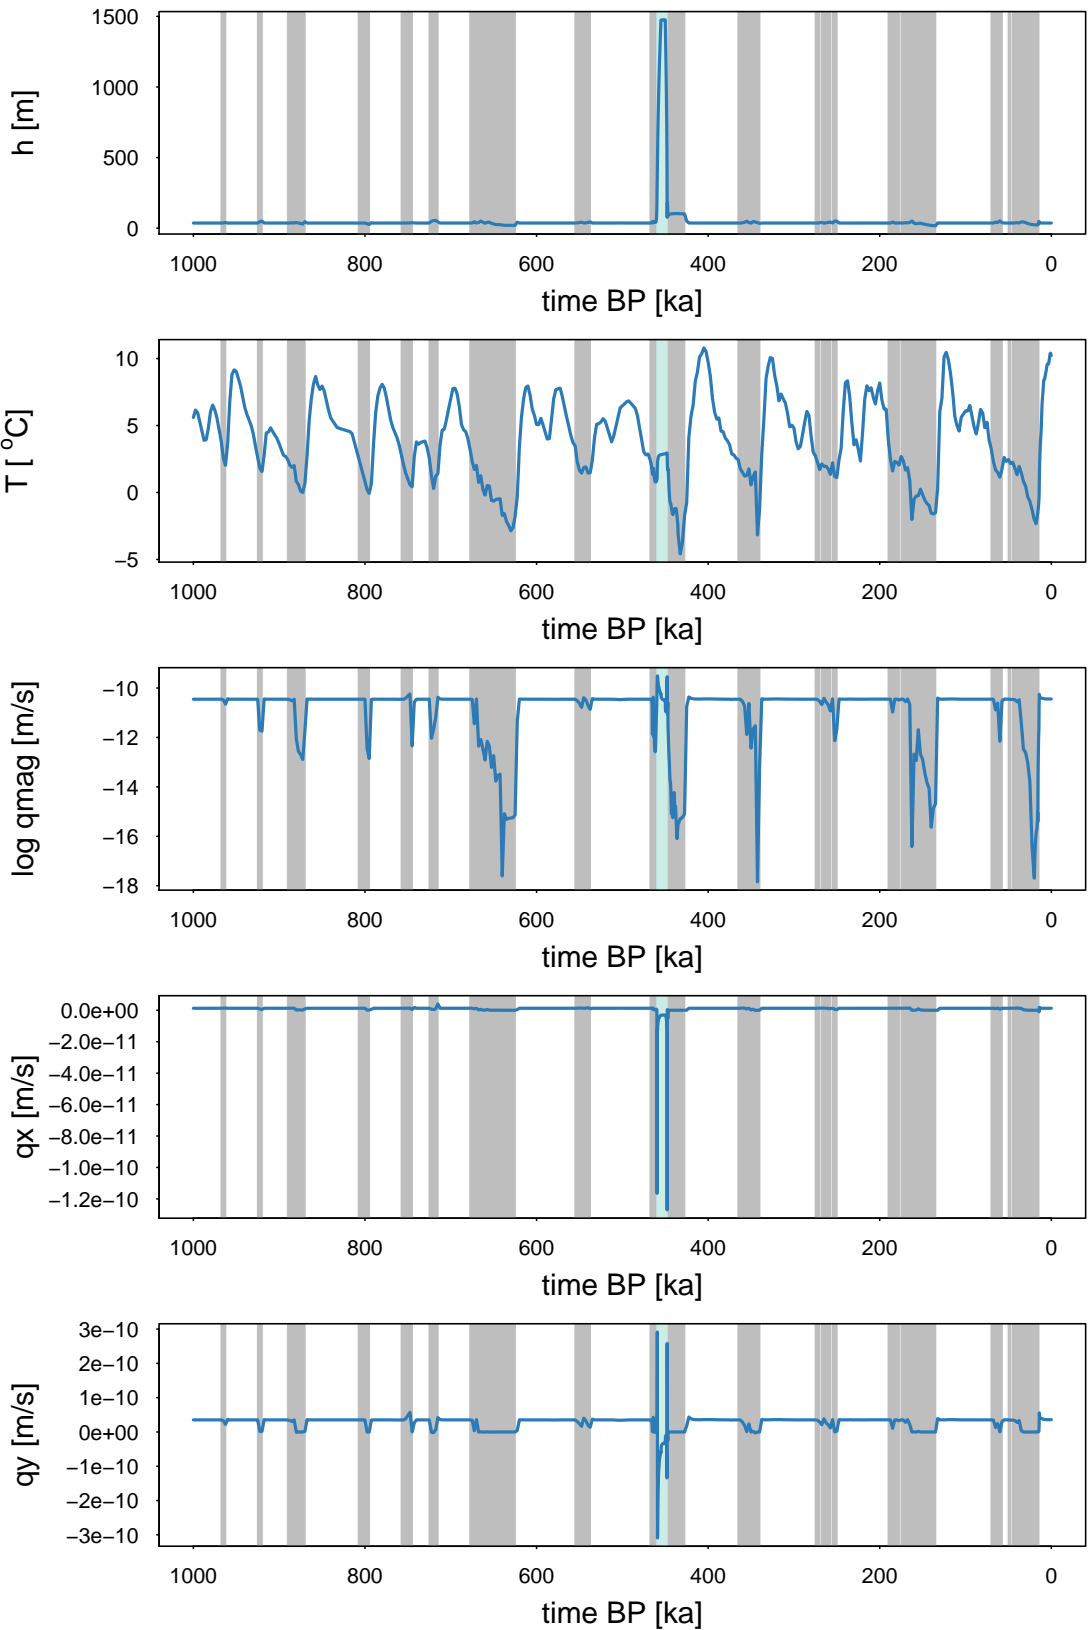 h [m]
1500
1000
500
0
1000 800 600 400 200 0
time BP [ka]
T [ °C]
10
5
0
−5
1000 800 600 400 200 0
time BP [ka]
log qmag [m/s]
−10
−12
−14
−16
−18
1000 800 600 400 200 0
time BP [ka]
qx [m/s]
0.0e+00
−2.0e−11
−4.0e−11
−6.0e−11
−8.0e−11
−1.0e−10
−1.2e−10
1000 800 600 400 200 0
time BP [ka]
qy [m/s]
3e−10
2e−10
1e−10
0e+00
−1e−10
−2e−10
−3e−10
1000 800 600 400 200 0
time BP [ka]